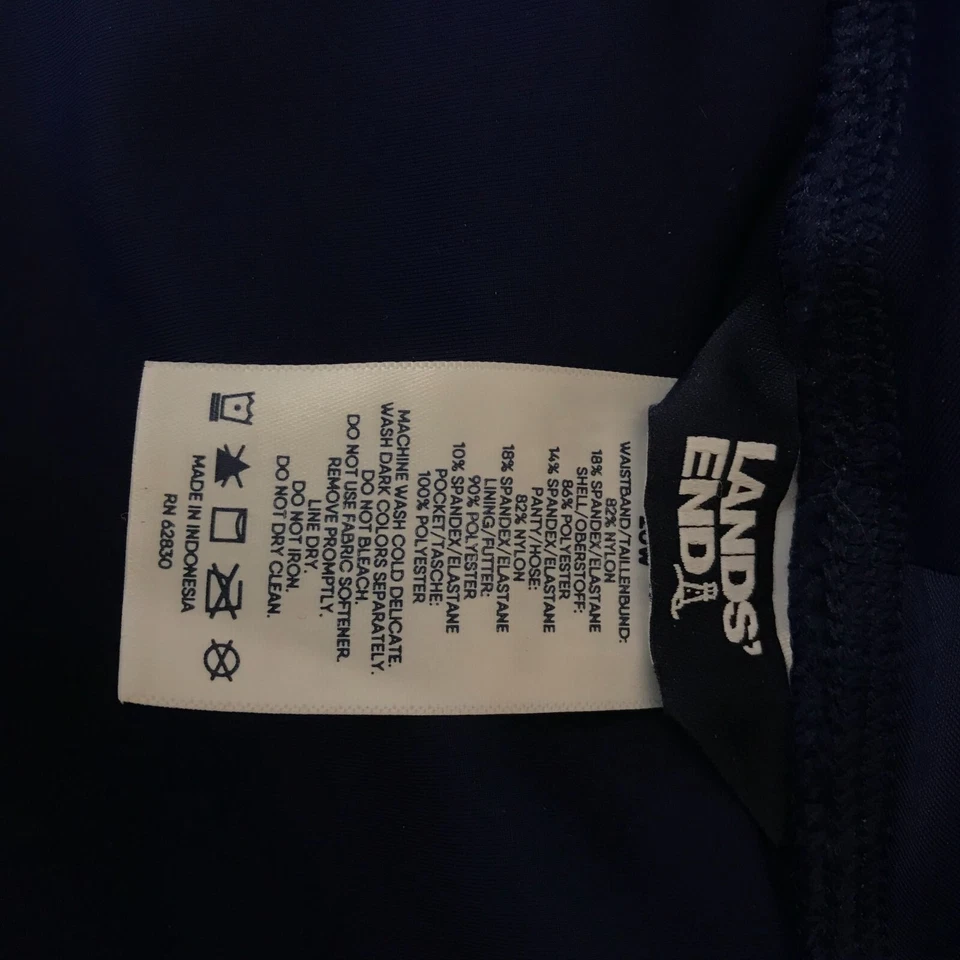 LANDS'
END
WAISTBAND/TAILLENBUND:
82% NYLON
18% SPANDEX/ELASTANE
SHELL/OBERSTOFF:
86% POLYESTER
14% SPANDEX/ELASTANE
PANTY/HOSE:
82% NYLON
18% SPANDEX/ELASTANE
LINING/FUTTER:
90% POLYESTER
10% SPANDEX/ELASTANE
POCKET/TASCHE:
100% POLYESTER
MACHINE WASH COLD DELICATE.
WASH DARK COLORS SEPARATELY.
DO NOT BLEACH.
DO NOT USE FABRIC SOFTENER.
REMOVE PROMPTLY.
LINE DRY.
DO NOT IRON.
DO NOT DRY CLEAN.
MADE IN INDONESIA
RN 62830